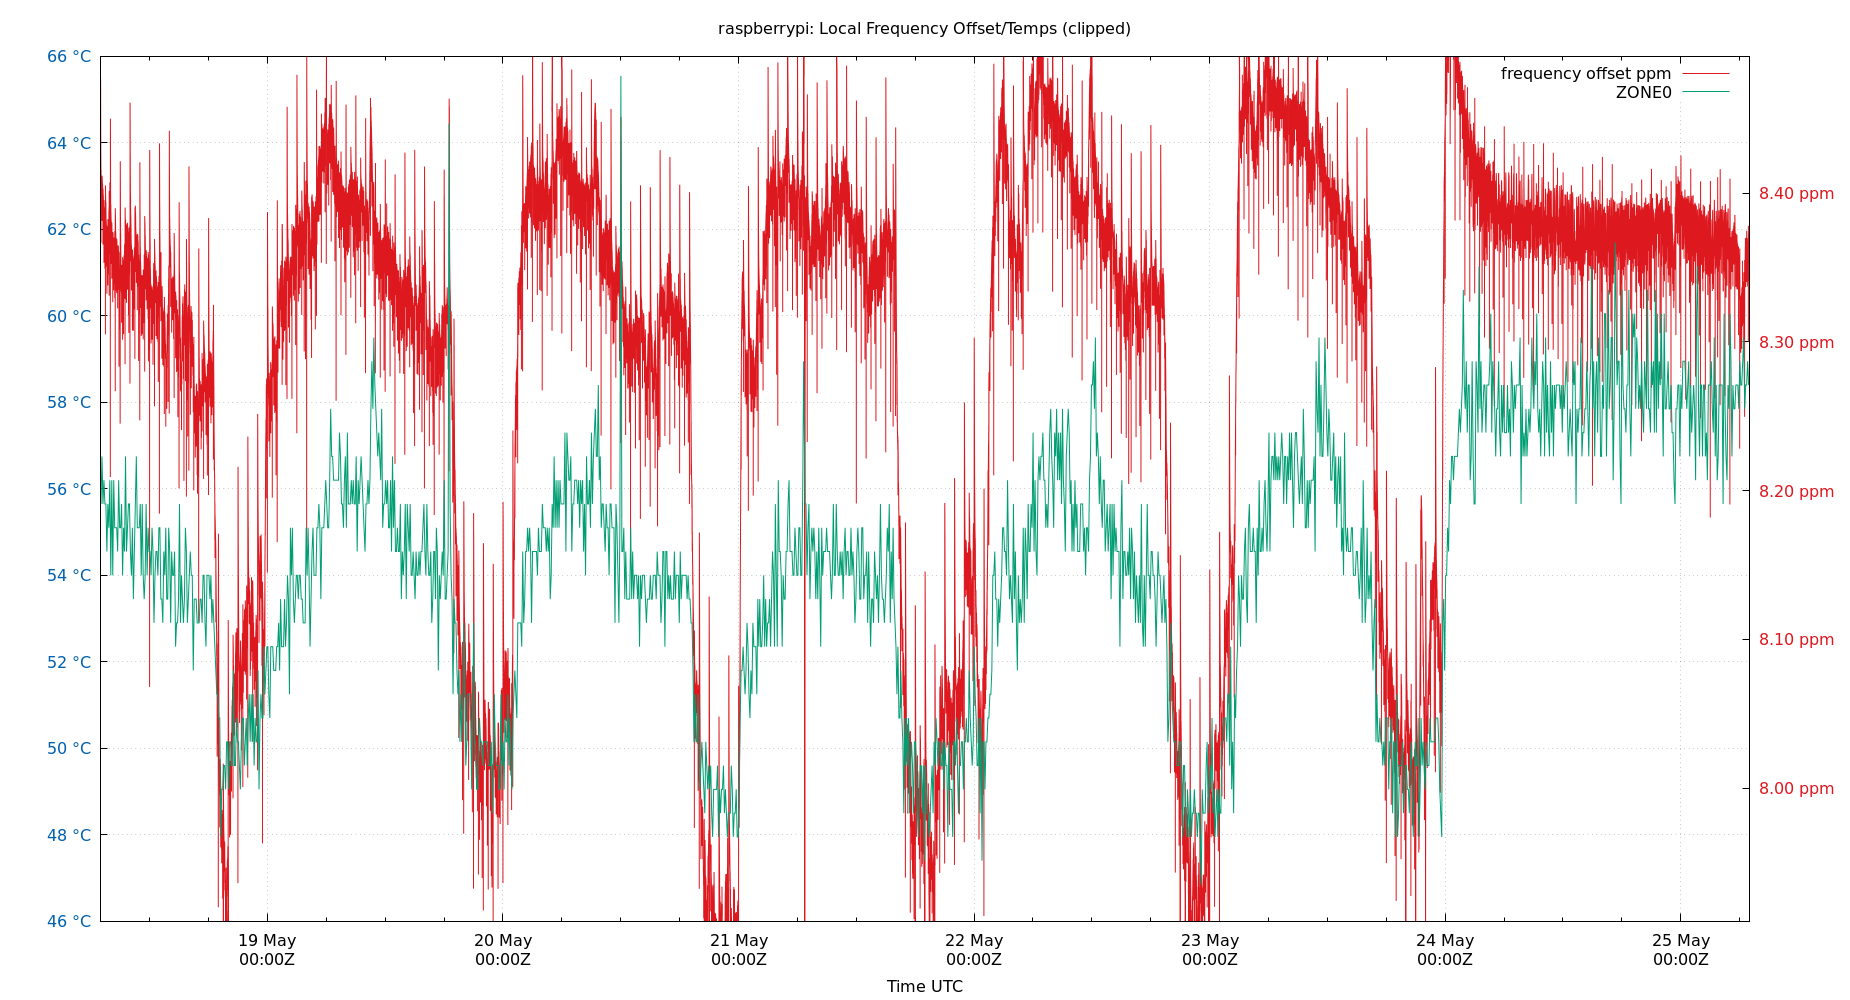 raspberrypi: Local Frequency Offset/Temps (clipped)
66 °C
64 °C
62 °C
60 °C
58 °C
56 °C
54 °C
52 °C
50 °C
48 °C
46 °C
frequency offset ppm
ZONE0
8.40 ppm
8.30 ppm
8.20 ppm
8.10 ppm
8.00 ppm
19 May 20 May 21 May 22 May 23 May 24 May 25 May
00:00Z 00:00Z 00:00Z 00:00Z 00:00Z 00:00Z 00:00Z
Time UTC